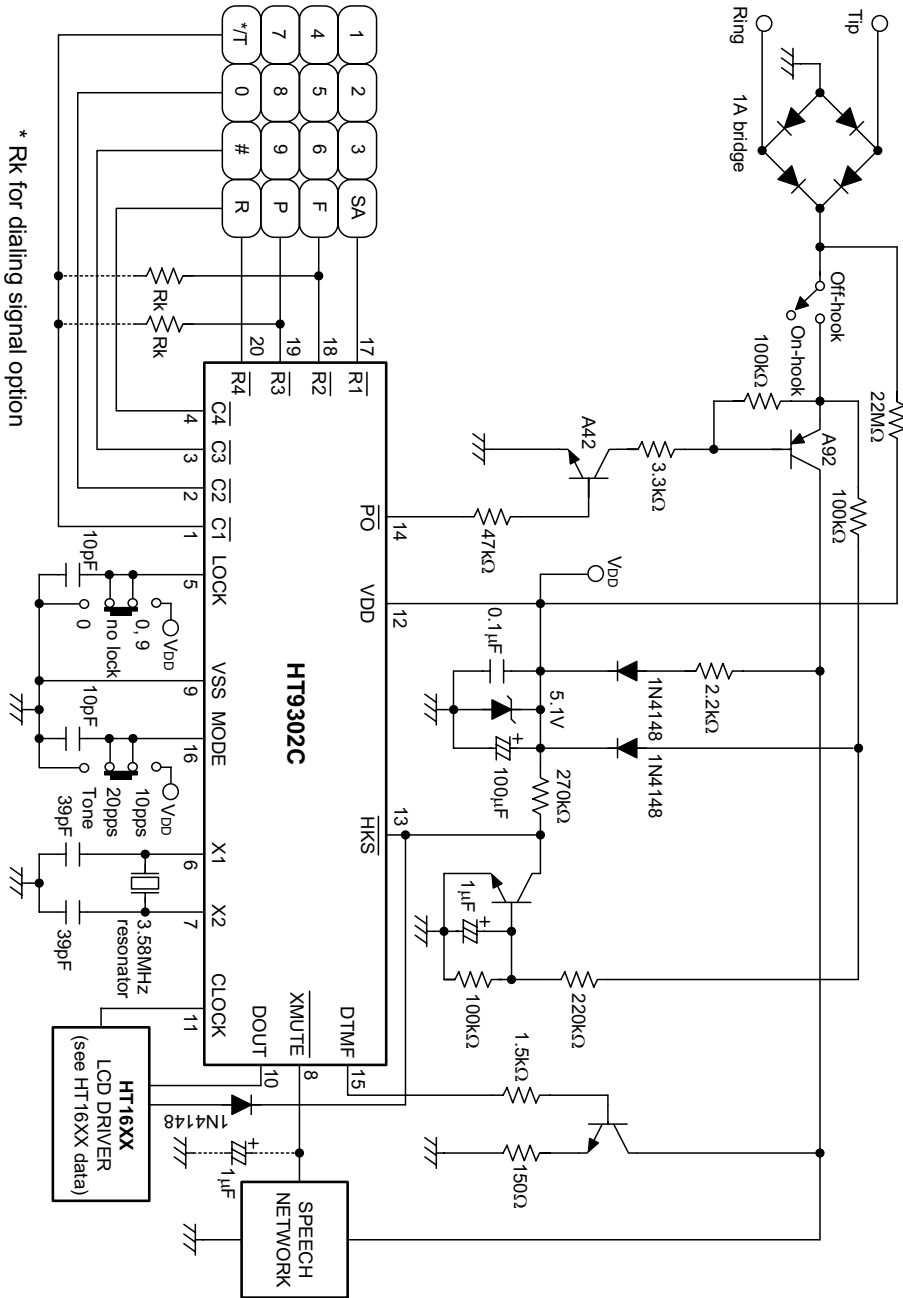 Tip
Ring
1A bridge
Off-hook
On-hook
22MΩ
100kΩ
A92
100kΩ
3.3kΩ
A42
47kΩ
VDD
2.2kΩ
1N4148
1N4148
0.1μF
5.1V
+
100μF
270kΩ
1μF
+
220kΩ
100kΩ
1.5kΩ
150Ω
1
2
3
SA
4
5
6
F
7
8
9
P
*/T
0
#
R
Rk
Rk
17
18
19
20
R1
R2
R3
R4
14
PO
12
VDD
13
HKS
15
DTMF
8
XMUTE
10
DOUT
HT9302C
C4
4
C3
3
C2
2
C1
1
LOCK
5
VSS
9
MODE
16
X1
6
X2
7
CLOCK
11
10pF
VDD
0, 9
no lock
0
10pF
VDD
10pps
20pps
Tone
39pF
39pF
3.58MHz
resonator
1N4148
+
1μF
SPEECH
NETWORK
HT16XX
LCD DRIVER
(see HT16XX data)
* Rk for dialing signal option